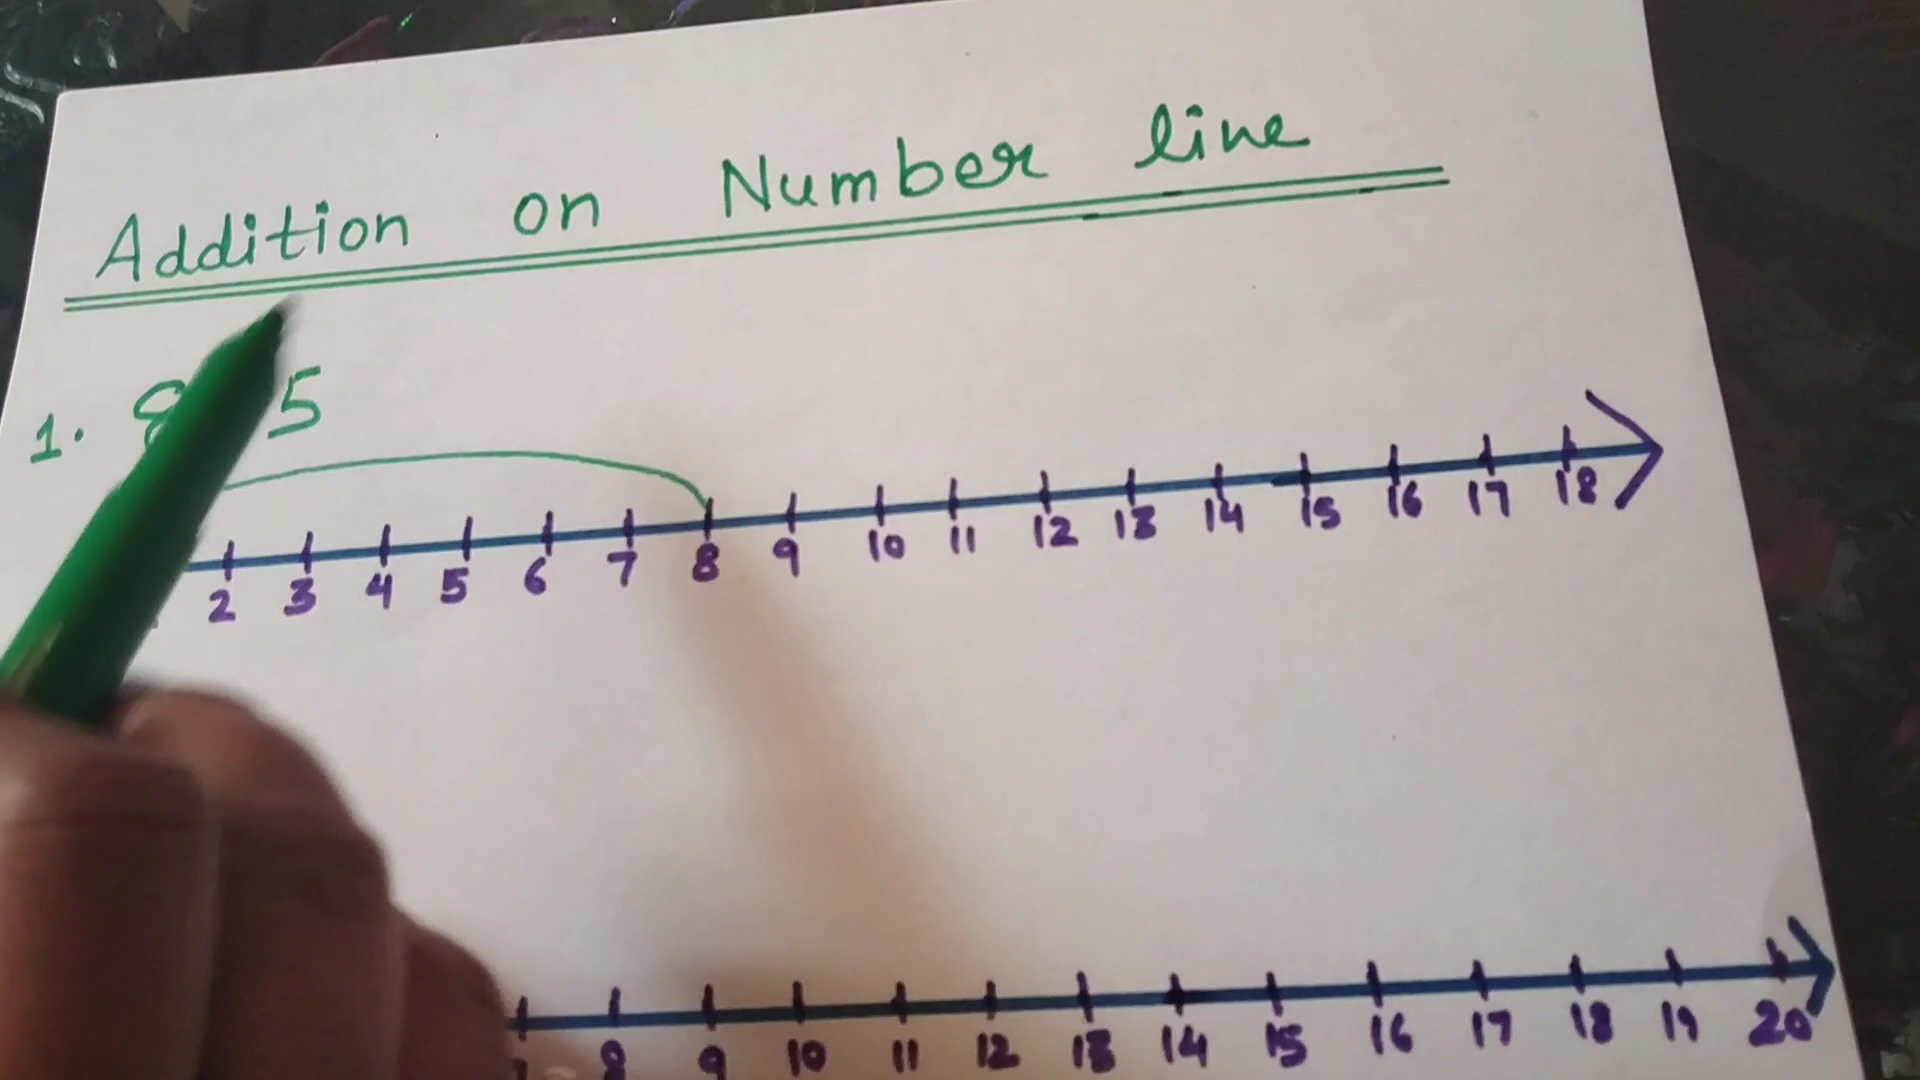 Addition on Number line
1. 8 5
2 3 4 5 6 7 8 9 10 11 12 13 14 15 16 17 18
8 9 10 11 12 13 14 15 16 17 18 19 20